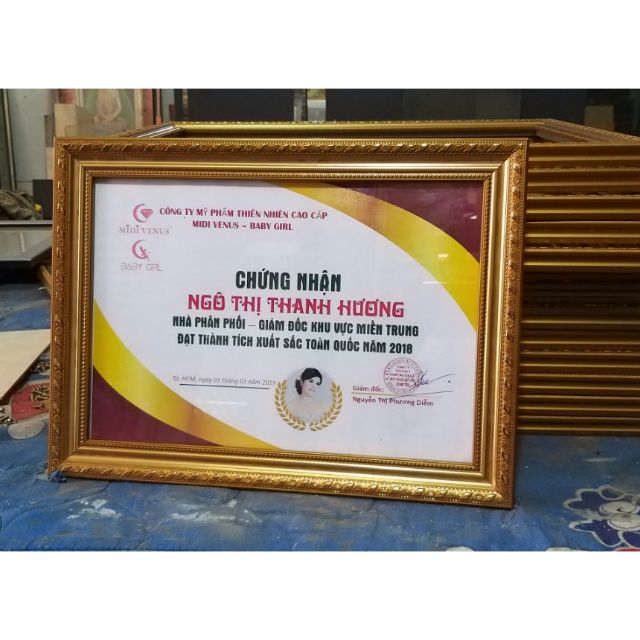 CÔNG TY MỸ PHẨM THIÊN NHIÊN CAO CẤP
MIDI VENUS - BABY GIRL
MIDI VENUS
BABY GIRL
CHỨNG NHẬN
NGÔ THỊ THANH HƯƠNG
NHÀ PHÂN PHỐI – GIÁM ĐỐC KHU VỰC MIỀN TRUNG
ĐẠT THÀNH TÍCH XUẤT SẮC TOÀN QUỐC NĂM 2018
Tp. HCM, ngày 01 tháng 01 năm 2019
Giám đốc:
Nguyễn Thị Phương Diễm